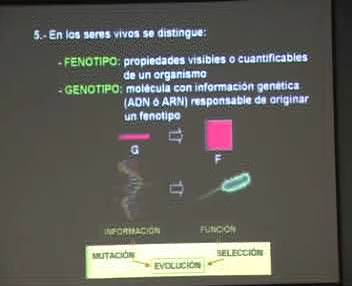 5.- En los seres vivos se distingue:
- FENOTIPO: propiedades visibles o cuantificables
de un organismo
- GENOTIPO: molécula con información genética
(ADN ó ARN) responsable de originar
un fenotipo
G
F
INFORMACIÓN FUNCIÓN
MUTACIÓN SELECCIÓN
EVOLUCIÓN